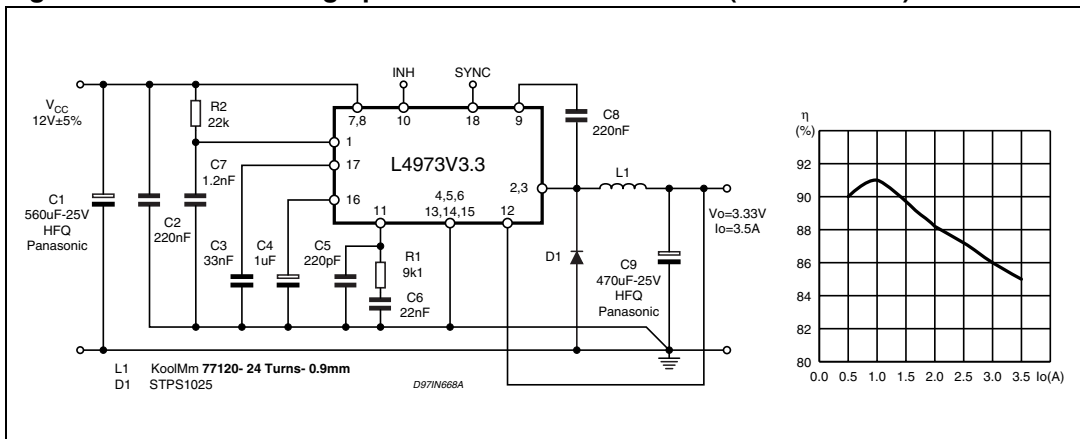 V_CC
12V±5%
C1
560uF-25V
HFQ
Panasonic
C2
220nF
R2
22k
C7
1.2nF
C3
33nF
C4
1uF
C5
220pF
R1
9k1
C6
22nF
INH
SYNC
7,8
10
18
9
1
17
16
L4973V3.3
2,3
4,5,6
13,14,15
11
12
C8
220nF
L1
D1
C9
470uF-25V
HFQ
Panasonic
Vo=3.33V
Io=3.5A
L1 KoolMm 77120- 24 Turns- 0.9mm
D1 STPS1025
D97IN668A
η
(%)
92
90
88
86
84
82
80
0.0 0.5 1.0 1.5 2.0 2.5 3.0 3.5 Io(A)